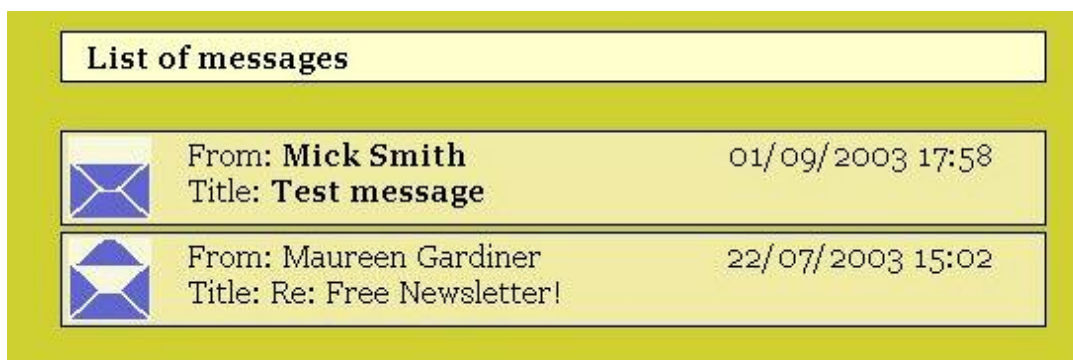 List of messages
From: Mick Smith 01/09/2003 17:58
Title: Test message
From: Maureen Gardiner 22/07/2003 15:02
Title: Re: Free Newsletter!